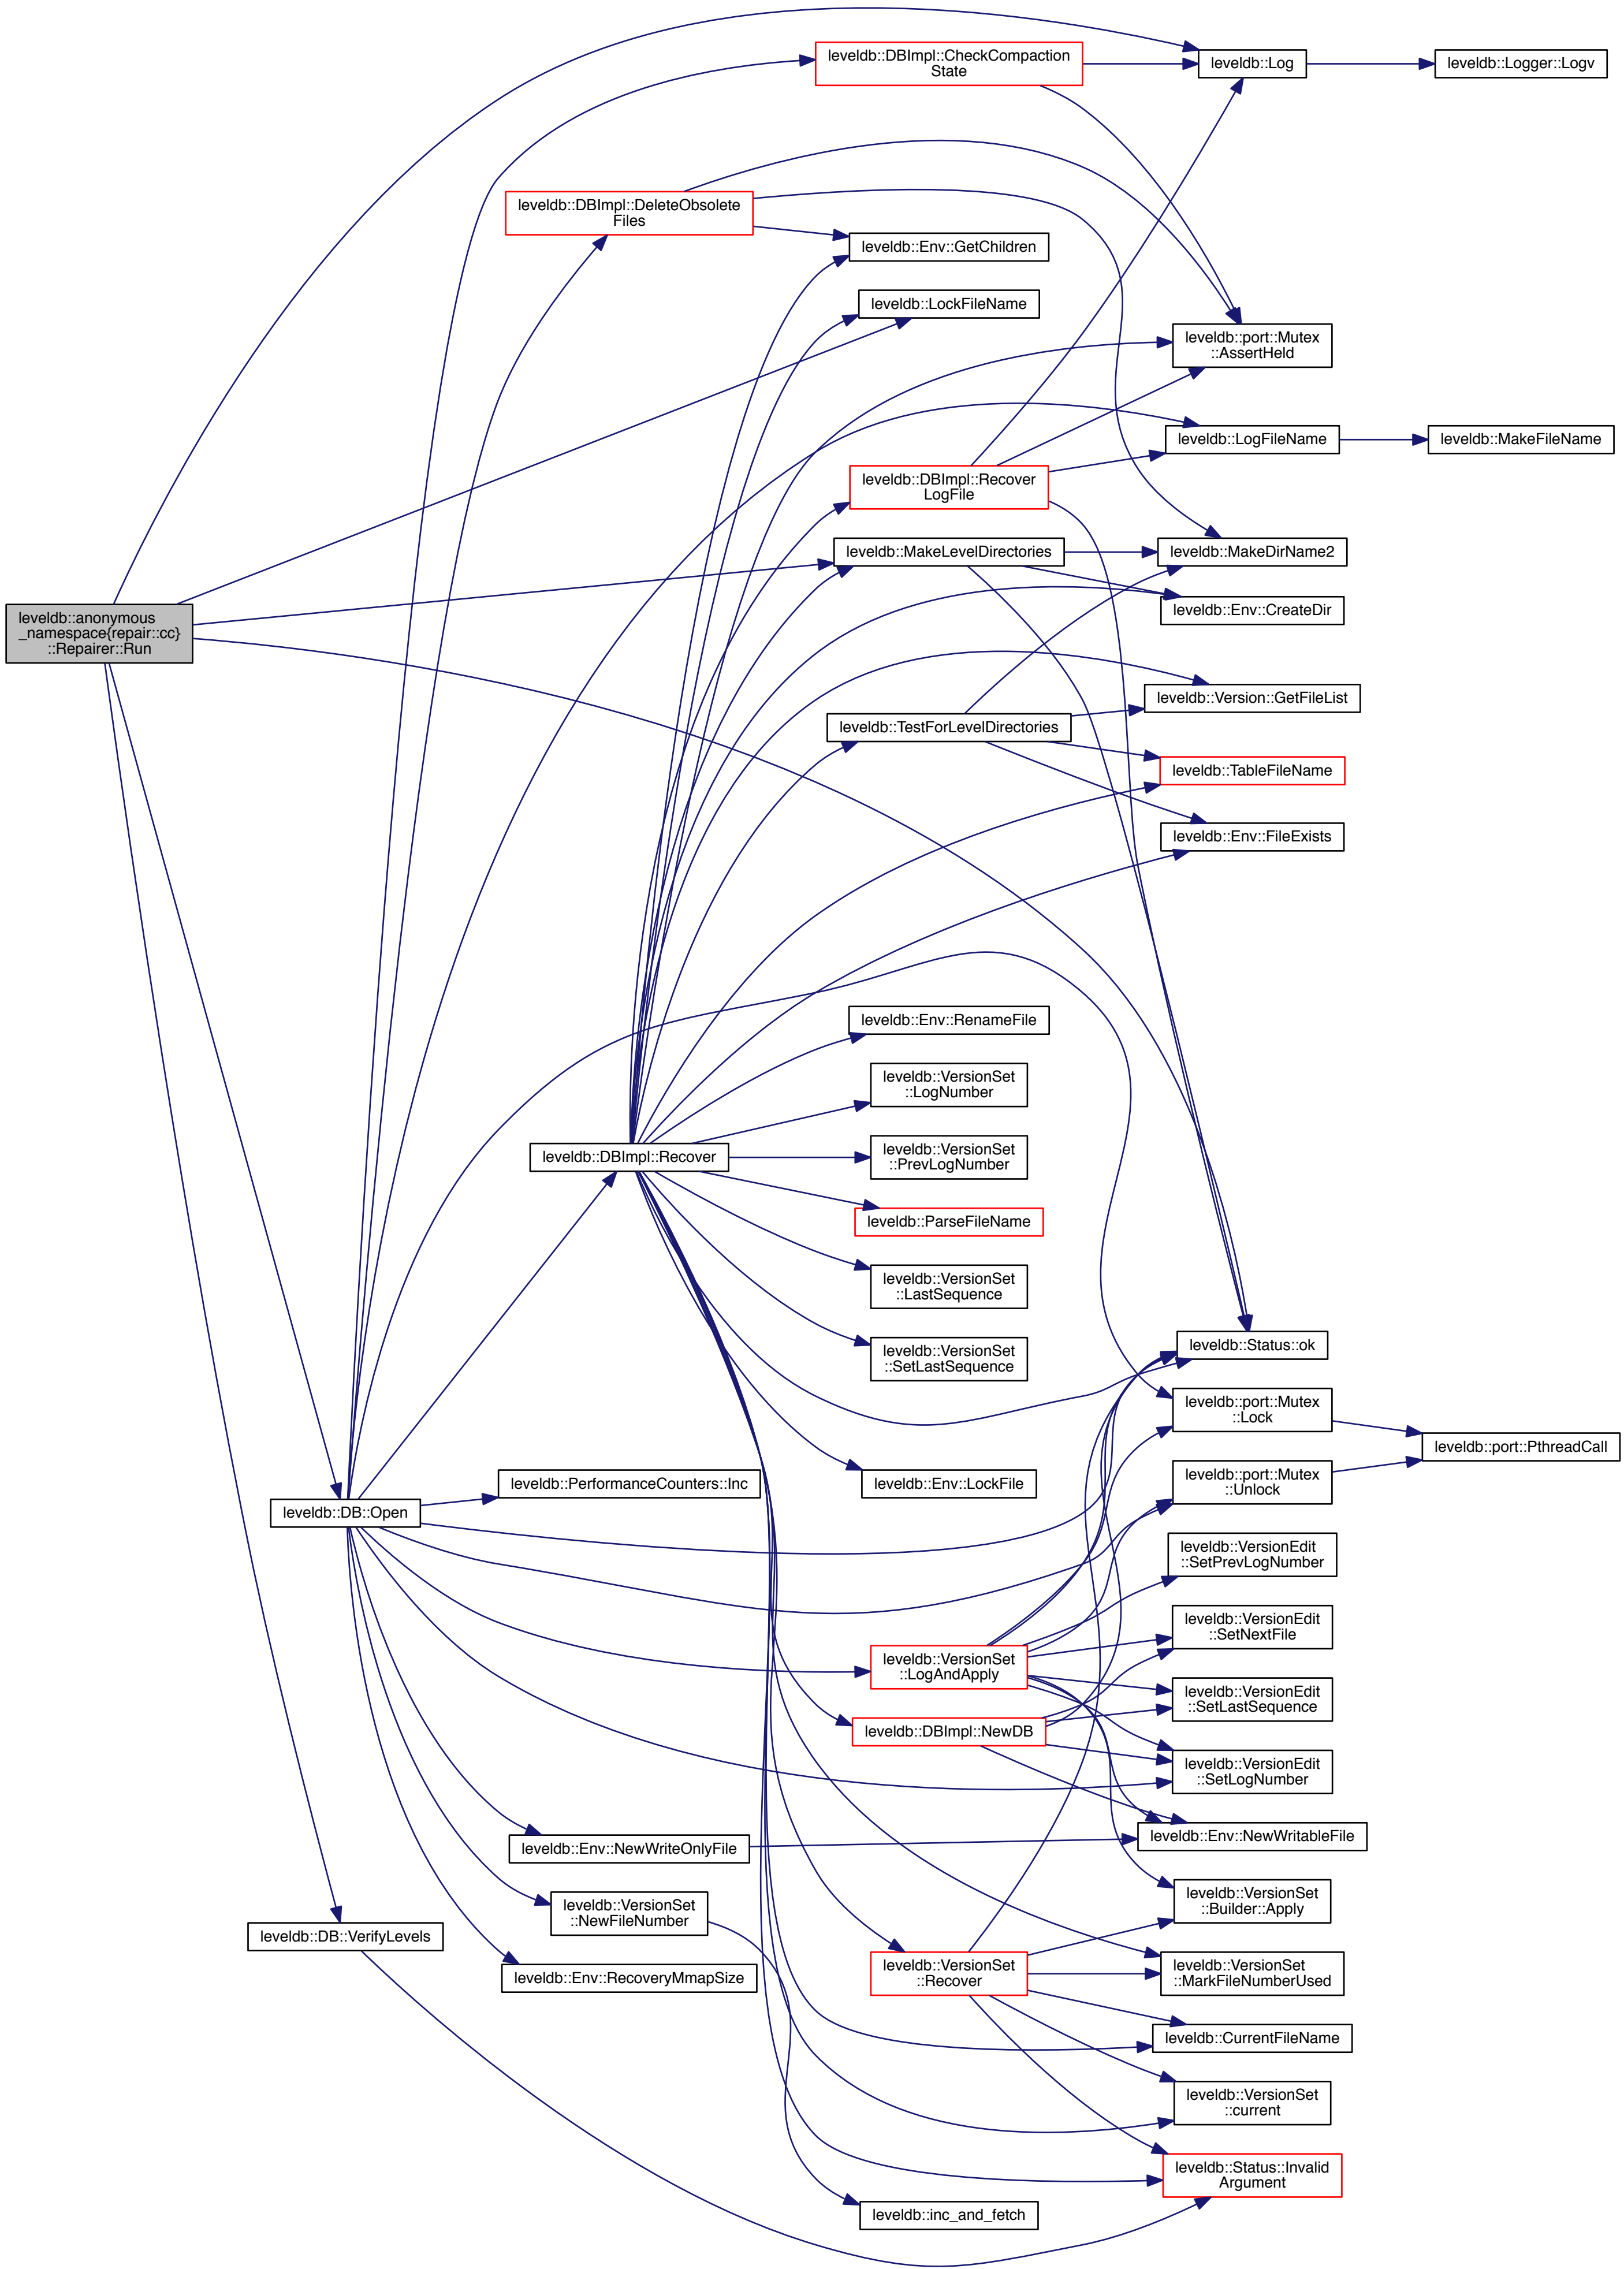 leveldb::DBImpl::CheckCompaction
State
leveldb::Log
leveldb::Logger::Logv
leveldb::DBImpl::DeleteObsolete
Files
leveldb::Env::GetChildren
leveldb::LockFileName
leveldb::port::Mutex
::AssertHeld
leveldb::LogFileName
leveldb::MakeFileName
leveldb::DBImpl::Recover
LogFile
leveldb::MakeLevelDirectories
leveldb::MakeDirName2
leveldb::Env::CreateDir
leveldb::anonymous
_namespace{repair::cc}
::Repairer::Run
leveldb::Version::GetFileList
leveldb::TestForLevelDirectories
leveldb::TableFileName
leveldb::Env::FileExists
leveldb::Env::RenameFile
leveldb::VersionSet
::LogNumber
leveldb::DBImpl::Recover
leveldb::VersionSet
::PrevLogNumber
leveldb::ParseFileName
leveldb::VersionSet
::LastSequence
leveldb::VersionSet
::SetLastSequence
leveldb::Status::ok
leveldb::port::Mutex
::Lock
leveldb::port::PthreadCall
leveldb::PerformanceCounters::Inc
leveldb::Env::LockFile
leveldb::port::Mutex
::Unlock
leveldb::DB::Open
leveldb::VersionEdit
::SetPrevLogNumber
leveldb::VersionEdit
::SetNextFile
leveldb::VersionSet
::LogAndApply
leveldb::VersionEdit
::SetLastSequence
leveldb::DBImpl::NewDB
leveldb::VersionEdit
::SetLogNumber
leveldb::Env::NewWritableFile
leveldb::Env::NewWriteOnlyFile
leveldb::VersionSet
::NewFileNumber
leveldb::VersionSet
::Builder::Apply
leveldb::DB::VerifyLevels
leveldb::Env::RecoveryMmapSize
leveldb::VersionSet
::Recover
leveldb::VersionSet
::MarkFileNumberUsed
leveldb::CurrentFileName
leveldb::VersionSet
::current
leveldb::Status::Invalid
Argument
leveldb::inc_and_fetch